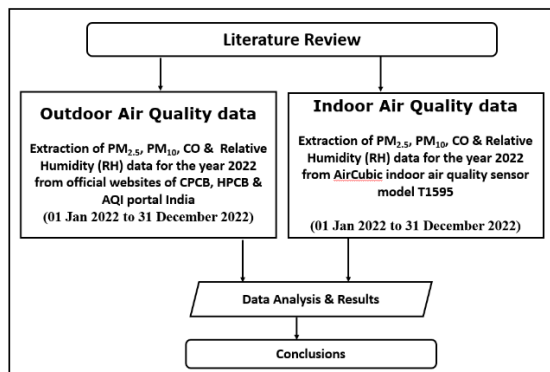 Literature Review
Outdoor Air Quality data
Extraction of PM₂.₅, PM₁₀, CO & Relative
Humidity (RH) data for the year 2022
from official websites of CPCB, HPCB &
AQI portal India
(01 Jan 2022 to 31 December 2022)
Indoor Air Quality data
Extraction of PM₂.₅, PM₁₀, CO & Relative
Humidity (RH) data for the year 2022
from AirCubic indoor air quality sensor
model T1595
(01 Jan 2022 to 31 December 2022)
Data Analysis & Results
Conclusions